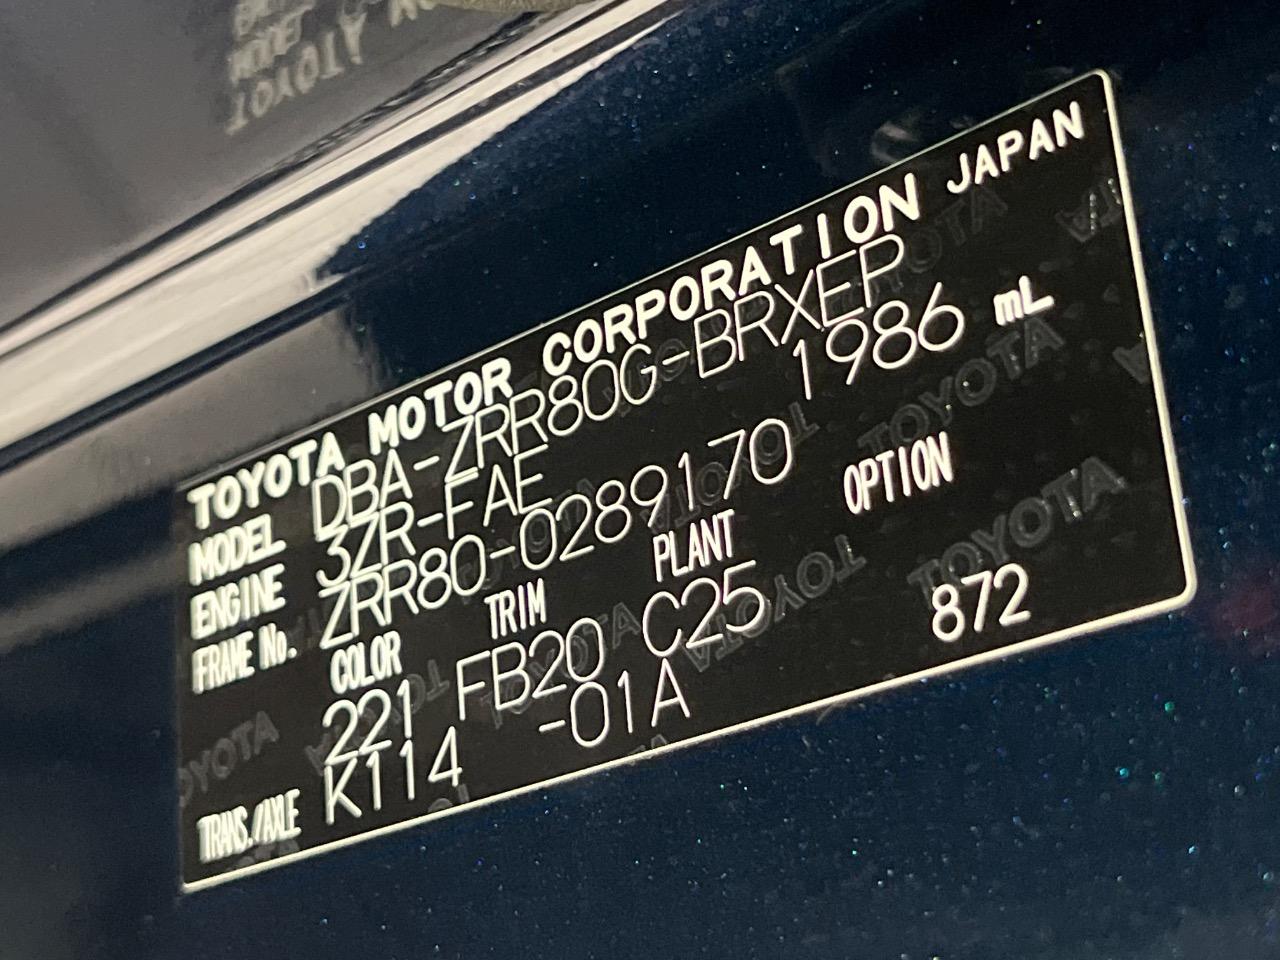 TOYOTA MOTOR CORPORATION JAPAN
MODEL DBA-ZRR80G-BRXEP
ENGINE 3ZR-FAE 1986 mL
FRAME No. ZRR80-0289170
COLOR TRIM PLANT OPTION
221 FB20 C25 872
TRANS./AXLE K114 -01A